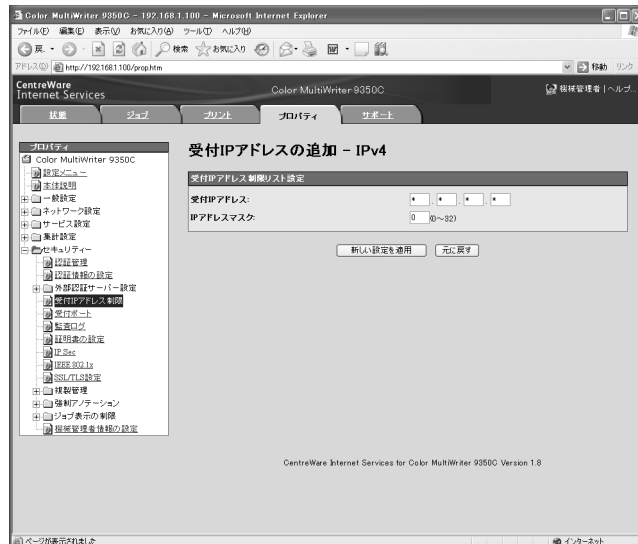 Color MultiWriter 9350C - 192.168.1.100 - Microsoft Internet Explorer
ファイル(F) 編集(E) 表示(V) お気に入り(A) ツール(T) ヘルプ(H)
戻る 検索 お気に入り
アドレス(D) http://192.168.1.100/prop.htm 移動 リンク
CentreWare
Internet Services
Color MultiWriter 9350C
機械管理者 | ヘルプ...
状態 ジョブ プリント プロパティ サポート
プロパティ
Color MultiWriter 9350C
設定メニュー
本体説明
一般設定
ネットワーク設定
サービス設定
集計設定
セキュリティー
認証管理
認証情報の設定
外部認証サーバー設定
受付IPアドレス制限
受付ポート
監査ログ
証明書の設定
IP Sec
IEEE 802.1x
SSL/TLS設定
複製管理
強制アノテーション
ジョブ表示の制限
機械管理者情報の設定
受付IPアドレスの追加 - IPv4
受付IPアドレス制限リスト設定
受付IPアドレス: * . * . * . *
IPアドレスマスク: 0 (0～32)
新しい設定を適用 元に戻す
CentreWare Internet Services for Color MultiWriter 9350C Version 1.8
ページが表示されました インターネット